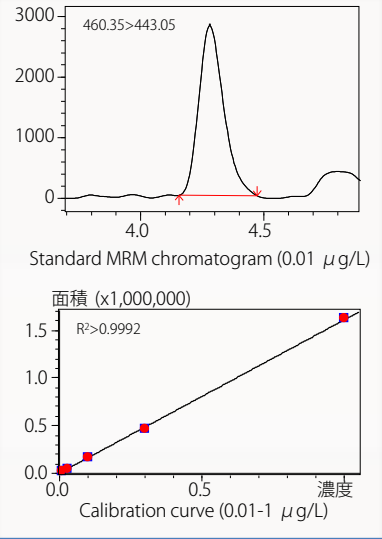 3000
460.35>443.05
2000
1000
0
4.0 4.5
Standard MRM chromatogram (0.01 μg/L)
面積 (x1,000,000)
R²>0.9992
1.5
1.0
0.5
0.0
0.0 0.5 濃度
Calibration curve (0.01-1 μg/L)